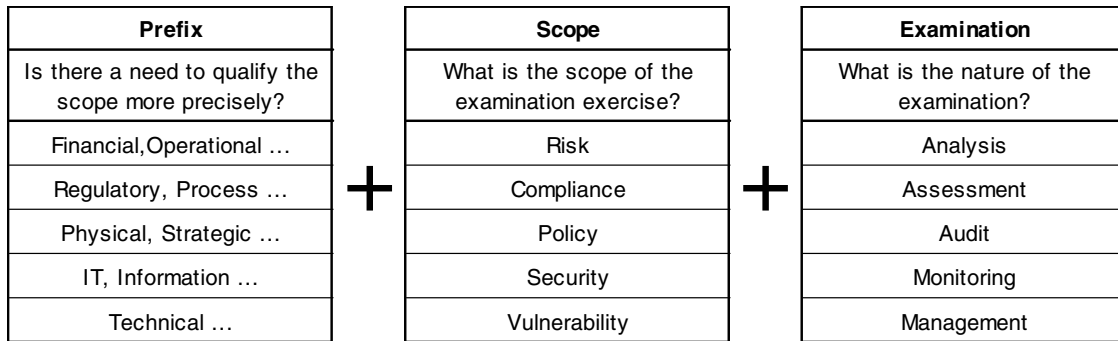 Prefix
Is there a need to qualify the
scope more precisely?
Financial,Operational …
Regulatory, Process …
Physical, Strategic …
IT, Information …
Technical …
+
Scope
What is the scope of the
examination exercise?
Risk
Compliance
Policy
Security
Vulnerability
+
Examination
What is the nature of the
examination?
Analysis
Assessment
Audit
Monitoring
Management